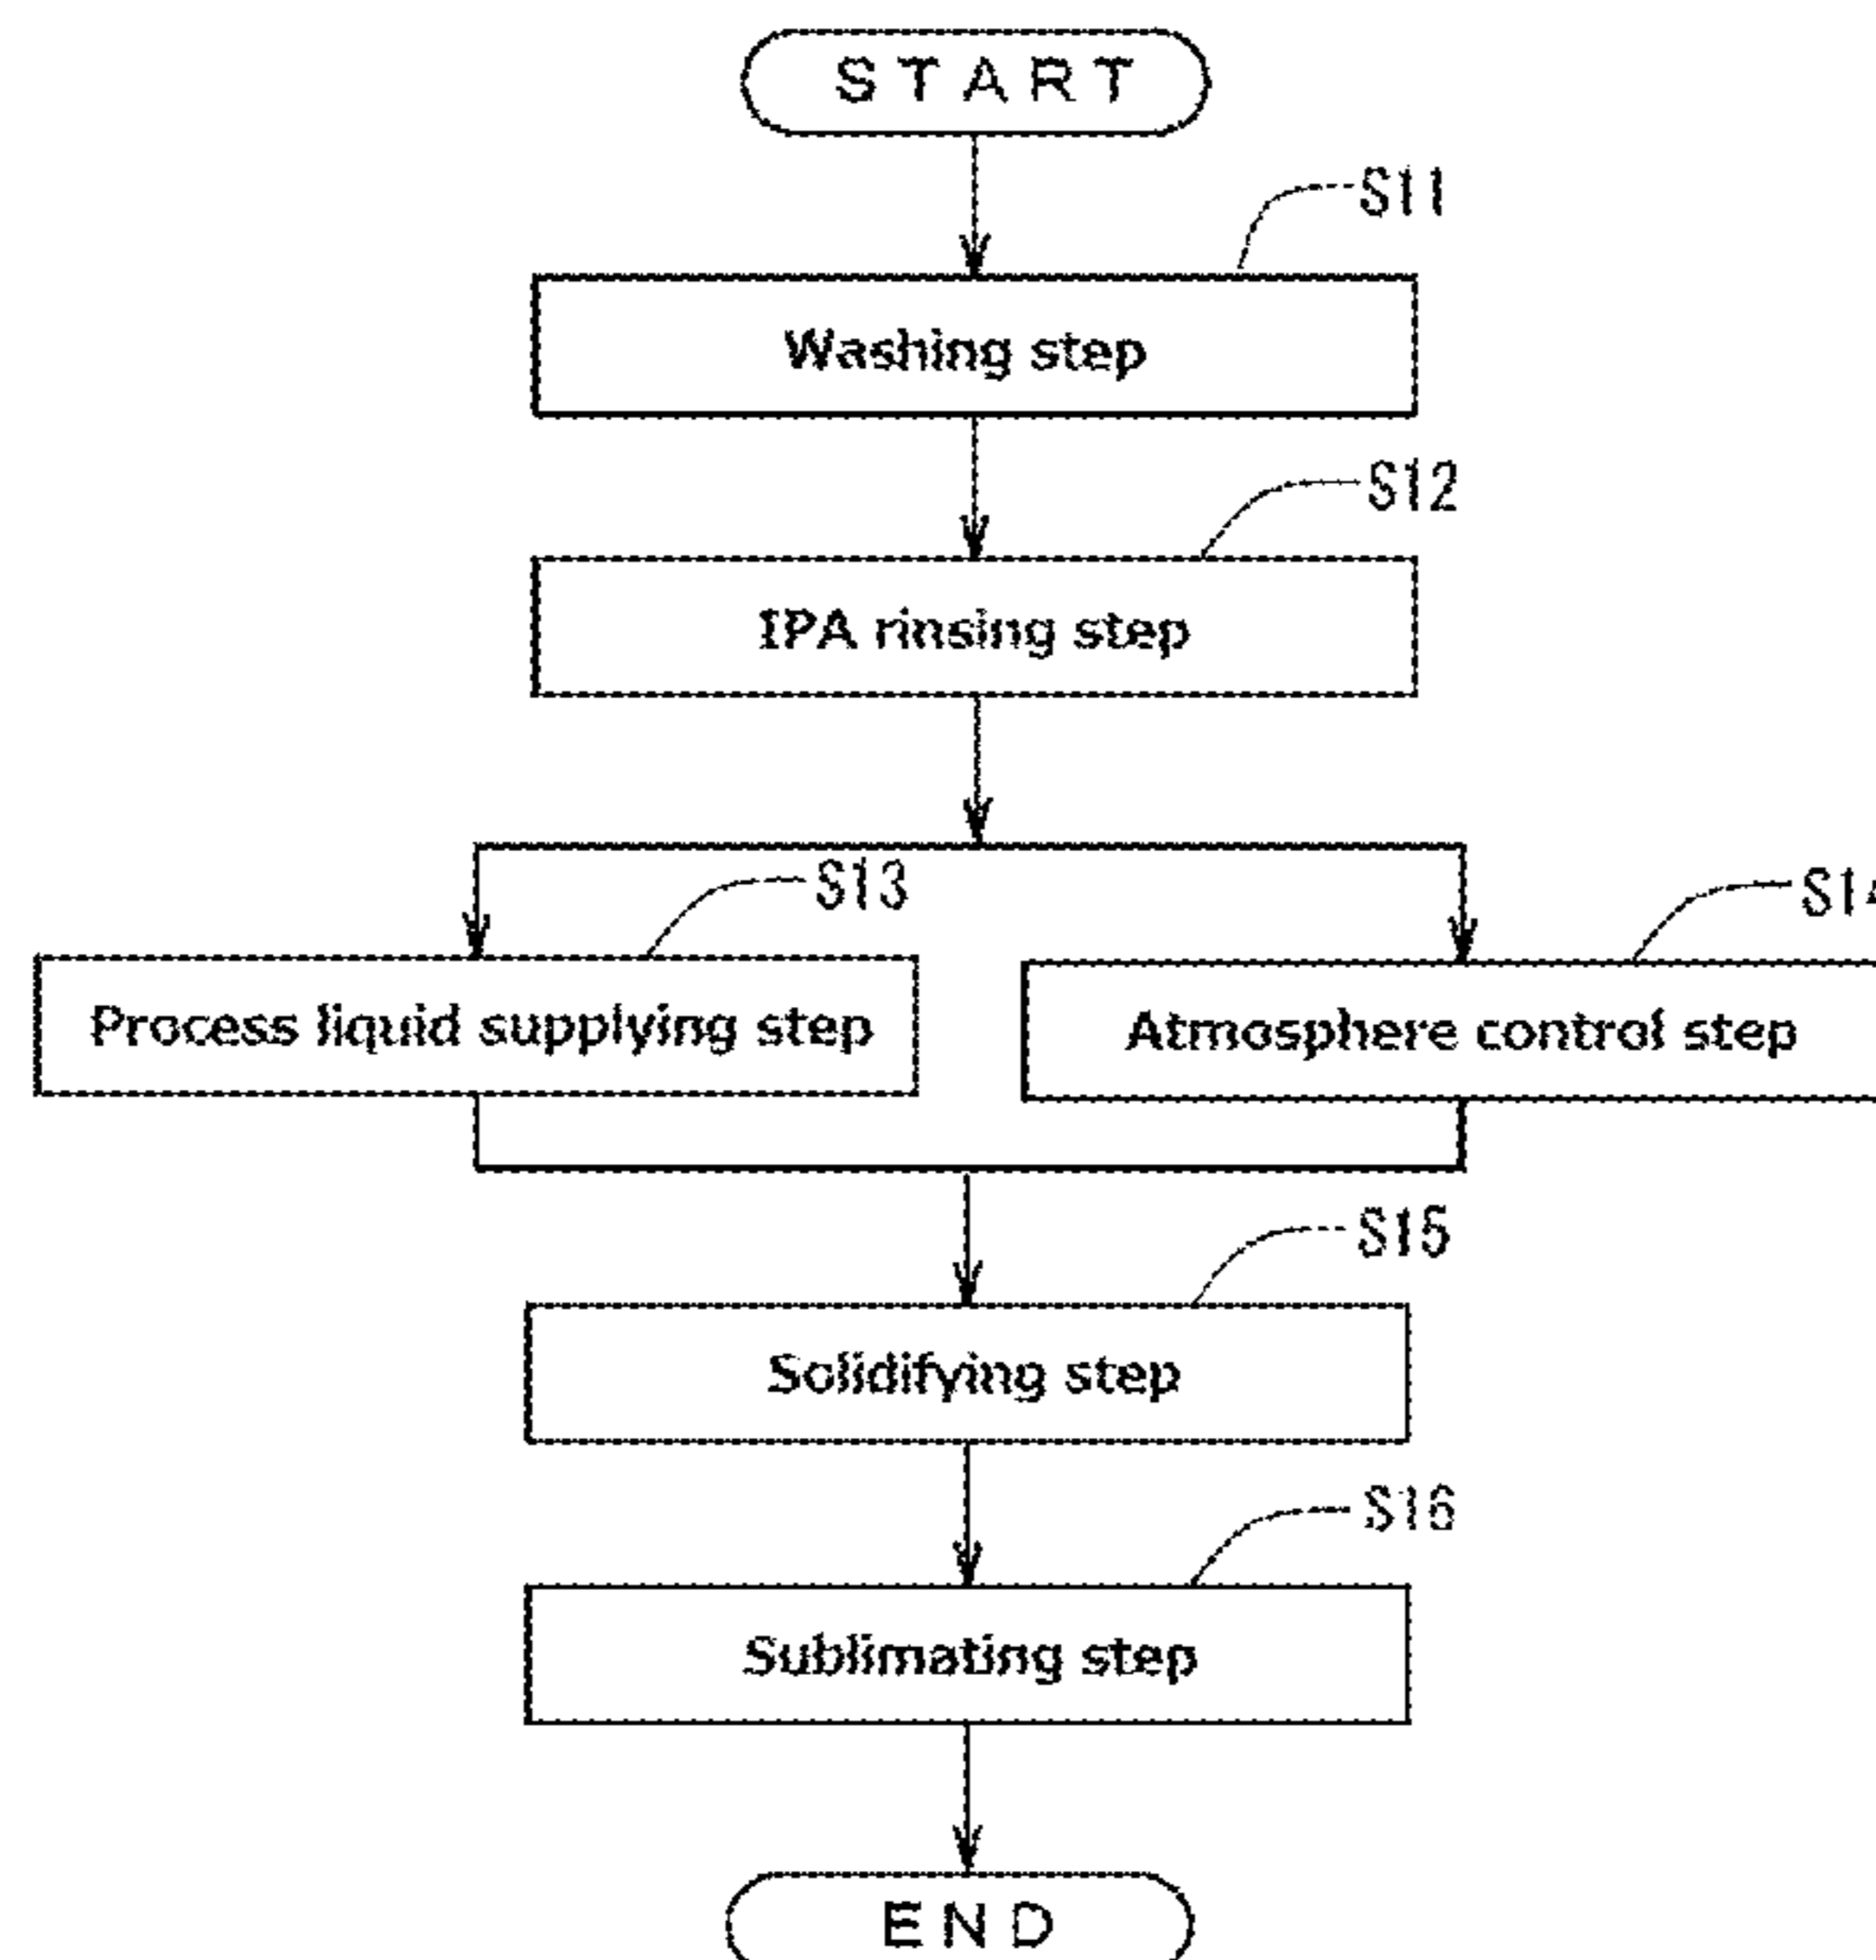 START
S11
Washing step
S12
IPA rinsing step
S13
S14
Process liquid supplying step
Atmosphere control step
S15
Solidifying step
S16
Sublimating step
END